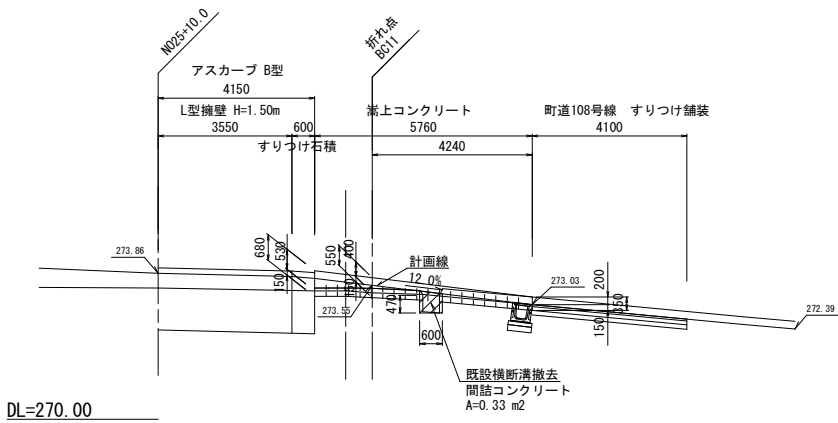 NO25+10.0
折れ点
BC11
アスカーブ B型
4150
L型擁壁 H=1.50m
嵩上コンクリート
町道108号線 すりつけ舗装
3550
600
5760
4100
すりつけ石積
4240
273.86
680
530
150
550
400
150
計画線
12.0%
273.55
470
600
273.03
200
350
150
272.39
既設横断溝撤去
間詰コンクリート
A=0.33 m2
DL=270.00